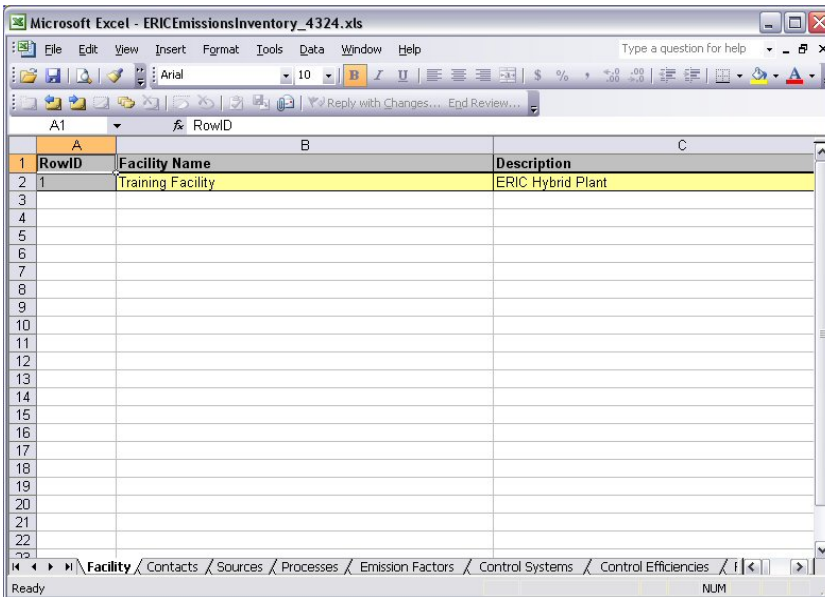 Microsoft Excel - ERICEmissionsInventory_4324.xls
File Edit View Insert Format Tools Data Window Help Type a question for help
Arial 10 B I U $ % , A
Reply with Changes... End Review...
A1 fx RowID
A B C
1 RowID Facility Name Description
2 1 Training Facility ERIC Hybrid Plant
3
4
5
6
7
8
9
10
11
12
13
14
15
16
17
18
19
20
21
22
23
Facility / Contacts / Sources / Processes / Emission Factors / Control Systems / Control Efficiencies /
Ready NUM